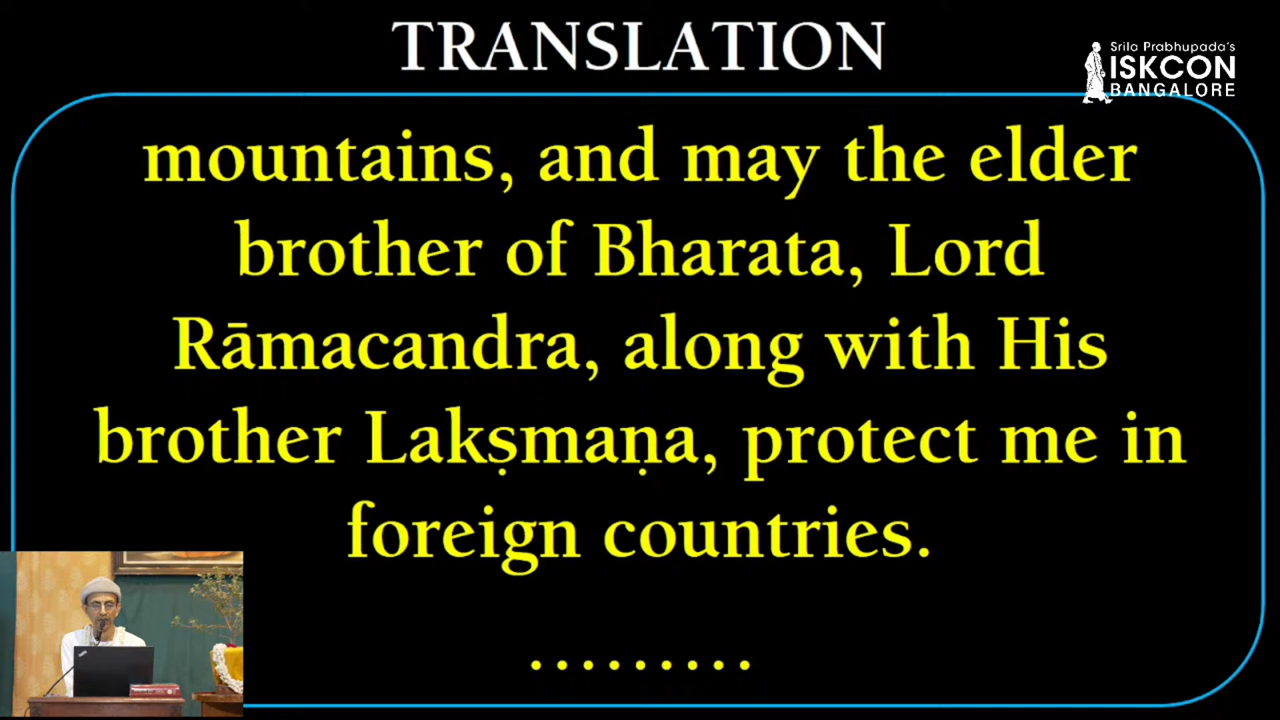 TRANSLATION
Srila Prabhupada's
ISKCON
BANGALORE
mountains, and may the elder
brother of Bharata, Lord
Rāmacandra, along with His
brother Lakṣmaṇa, protect me in
foreign countries.
.........